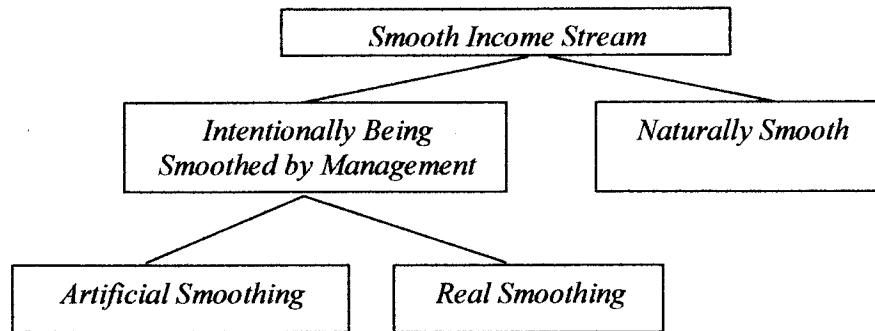 Smooth Income Stream
Intentionally Being
Smoothed by Management
Naturally Smooth
Artificial Smoothing
Real Smoothing